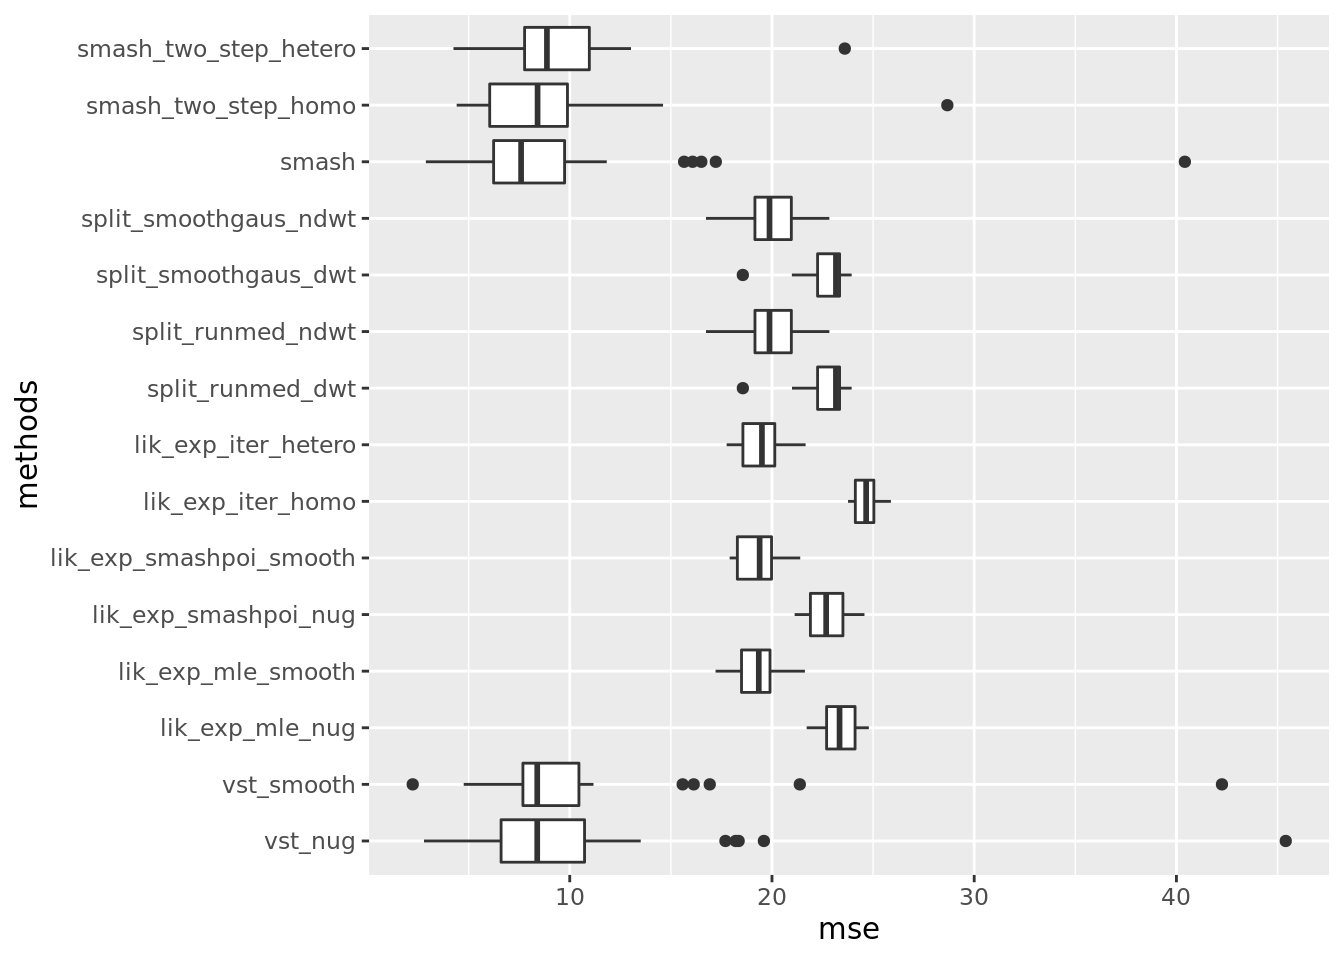 smash_two_step_hetero
smash_two_step_homo
smash
split_smoothgaus_ndwt
split_smoothgaus_dwt
split_runmed_ndwt
split_runmed_dwt
lik_exp_iter_hetero
lik_exp_iter_homo
lik_exp_smashpoi_smooth
lik_exp_smashpoi_nug
lik_exp_mle_smooth
lik_exp_mle_nug
vst_smooth
vst_nug
methods
10 20 30 40
mse